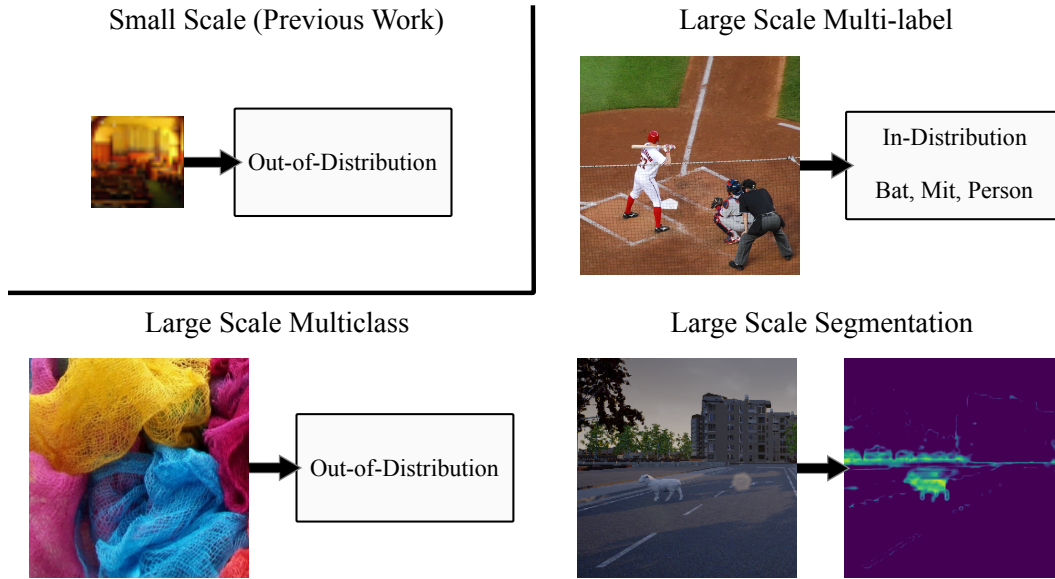 Small Scale (Previous Work)
Out-of-Distribution
Large Scale Multi-label
In-Distribution
Bat, Mit, Person
Large Scale Multiclass
Out-of-Distribution
Large Scale Segmentation